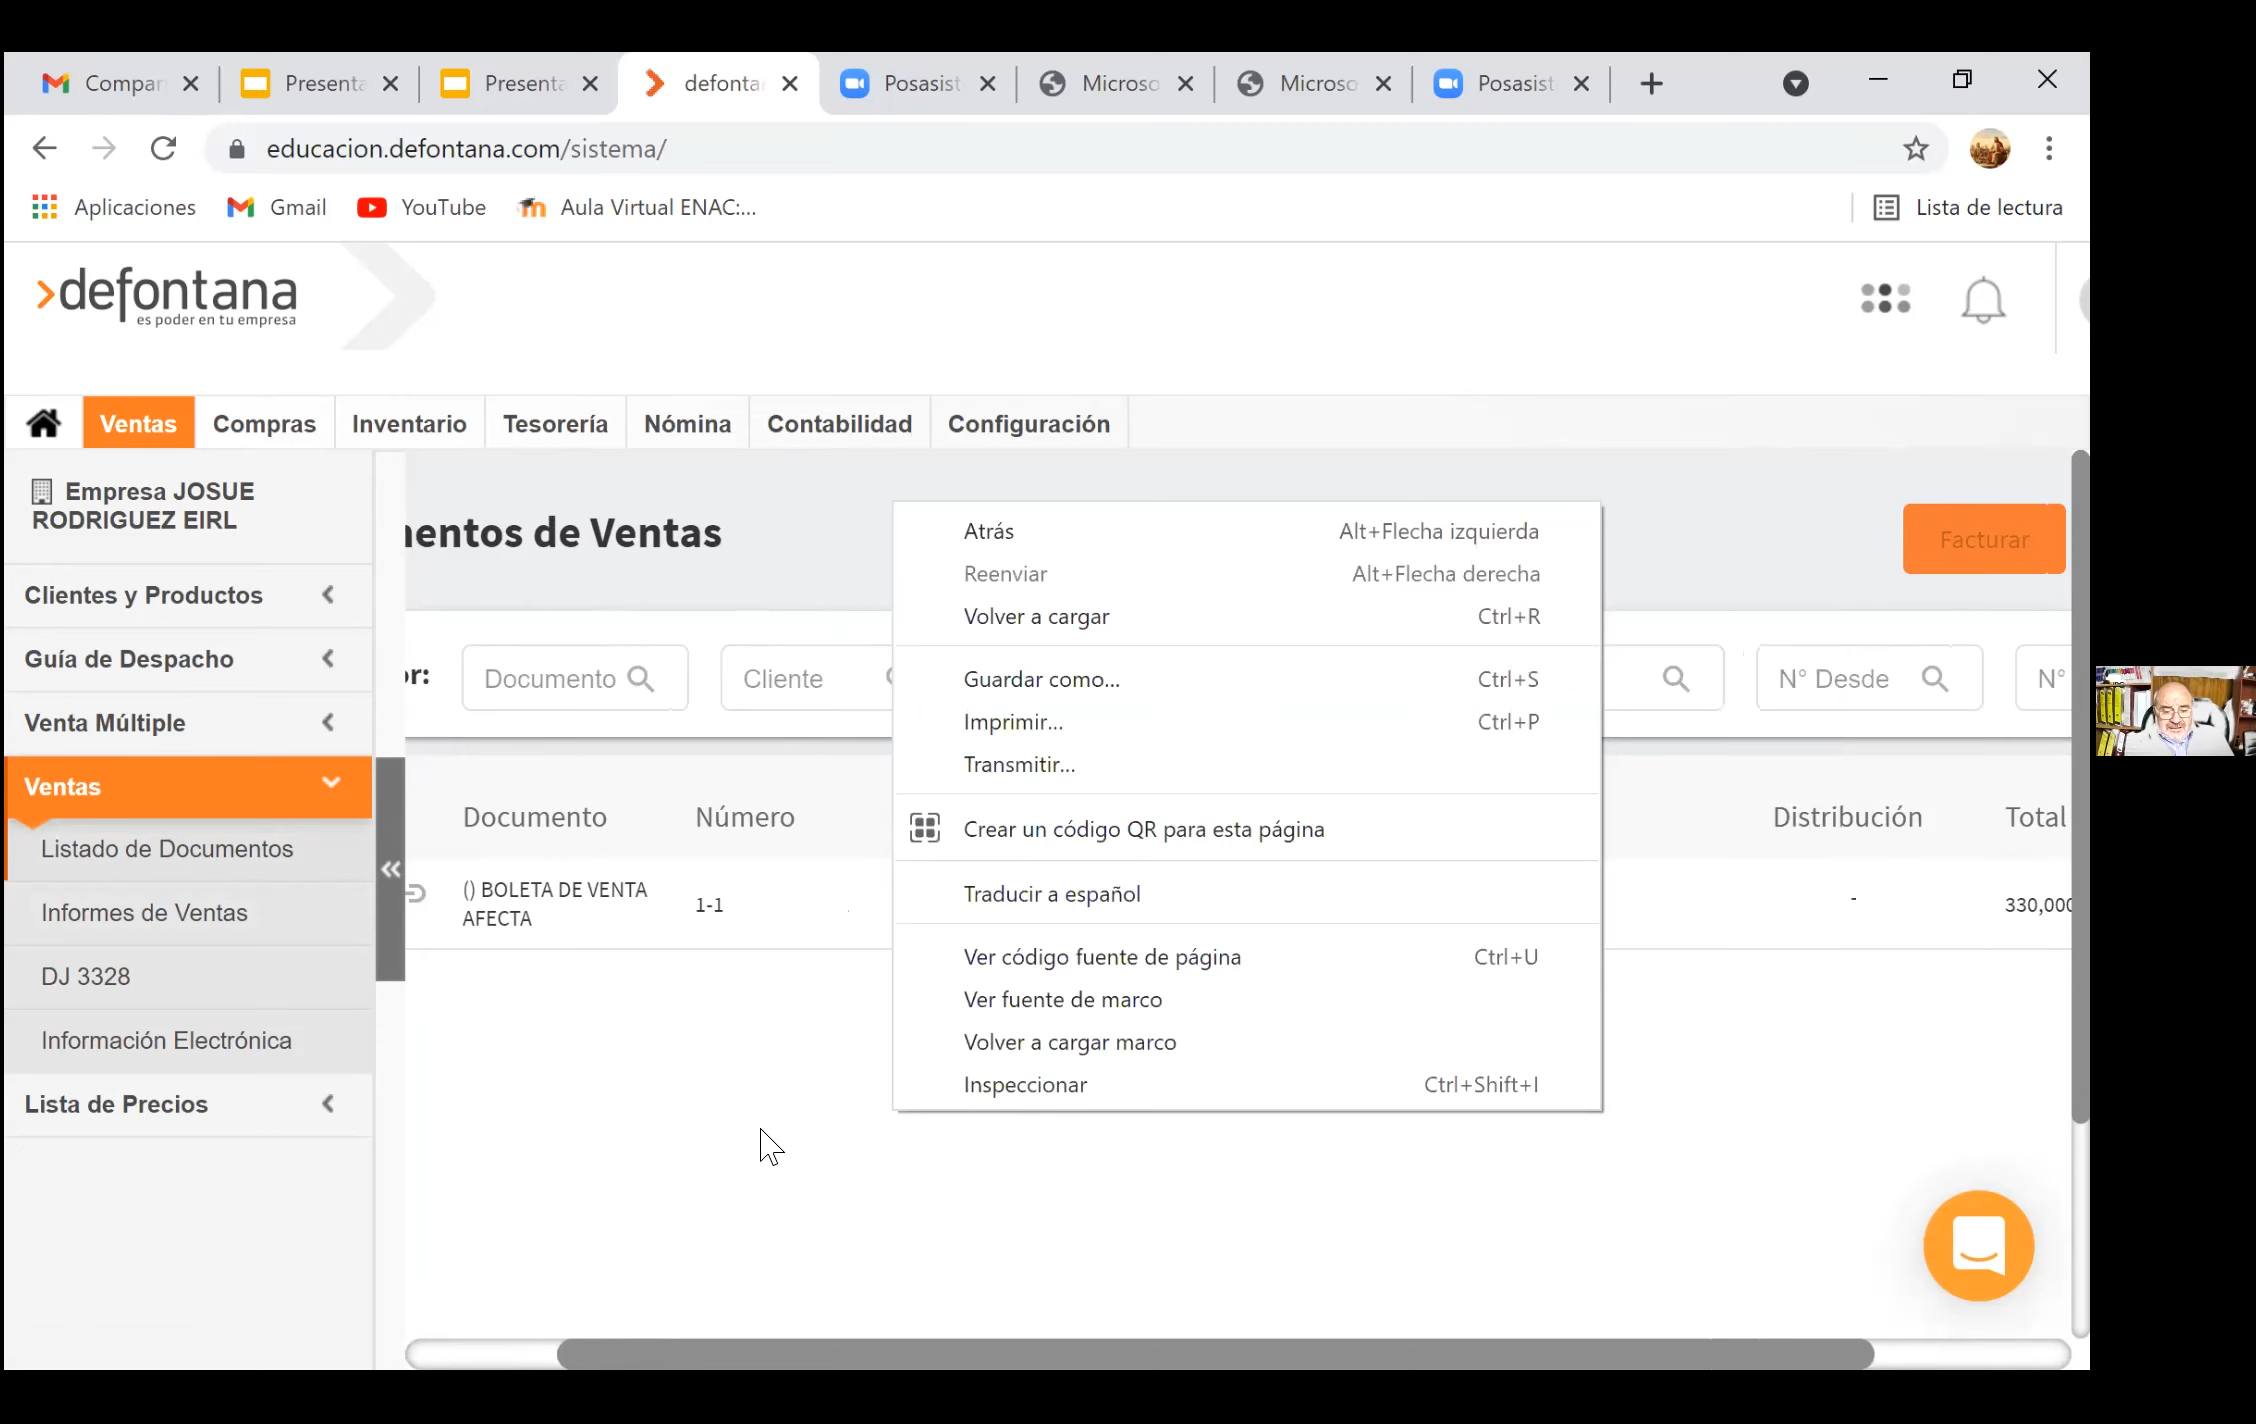 Compar
Presenta
Presenta
defonta
Posasist
Microso
Microso
Posasist
educacion.defontana.com/sistema/
Aplicaciones
Gmail
YouTube
Aula Virtual ENAC:...
Lista de lectura
defontana
es poder en tu empresa
Ventas
Compras
Inventario
Tesorería
Nómina
Contabilidad
Configuración
Empresa JOSUE
RODRIGUEZ EIRL
Clientes y Productos
Guía de Despacho
Venta Múltiple
Ventas
Listado de Documentos
Informes de Ventas
DJ 3328
Información Electrónica
Lista de Precios
mentos de Ventas
Facturar
or:
Documento
Cliente
N° Desde
N°
Documento
Número
Distribución
Total
() BOLETA DE VENTA
AFECTA
1-1
-
330,000
Atrás Alt+Flecha izquierda
Reenviar Alt+Flecha derecha
Volver a cargar Ctrl+R
Guardar como... Ctrl+S
Imprimir... Ctrl+P
Transmitir...
Crear un código QR para esta página
Traducir a español
Ver código fuente de página Ctrl+U
Ver fuente de marco
Volver a cargar marco
Inspeccionar Ctrl+Shift+I